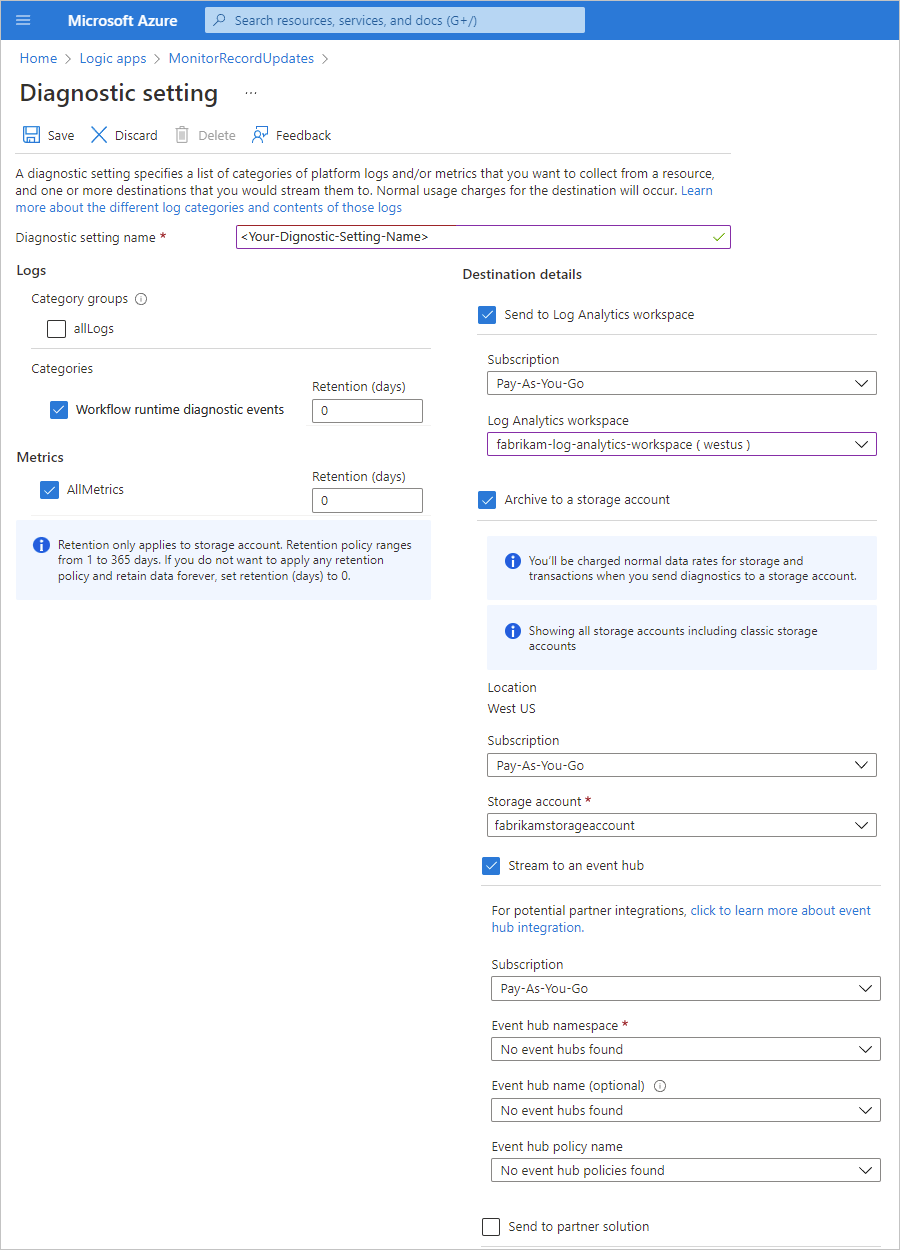 Microsoft Azure
Search resources, services, and docs (G+/)
Home > Logic apps > MonitorRecordUpdates >
Diagnostic setting ...
Save Discard Delete Feedback
A diagnostic setting specifies a list of categories of platform logs and/or metrics that you want to collect from a resource,
and one or more destinations that you would stream them to. Normal usage charges for the destination will occur. Learn
more about the different log categories and contents of those logs
Diagnostic setting name *
<Your-Dignostic-Setting-Name>
Logs
Category groups
allLogs
Categories
Retention (days)
Workflow runtime diagnostic events
0
Metrics
Retention (days)
AllMetrics
0
Retention only applies to storage account. Retention policy ranges
from 1 to 365 days. If you do not want to apply any retention
policy and retain data forever, set retention (days) to 0.
Destination details
Send to Log Analytics workspace
Subscription
Pay-As-You-Go
Log Analytics workspace
fabrikam-log-analytics-workspace ( westus )
Archive to a storage account
You'll be charged normal data rates for storage and
transactions when you send diagnostics to a storage account.
Showing all storage accounts including classic storage
accounts
Location
West US
Subscription
Pay-As-You-Go
Storage account *
fabrikamstorageaccount
Stream to an event hub
For potential partner integrations, click to learn more about event
hub integration.
Subscription
Pay-As-You-Go
Event hub namespace *
No event hubs found
Event hub name (optional)
No event hubs found
Event hub policy name
No event hub policies found
Send to partner solution